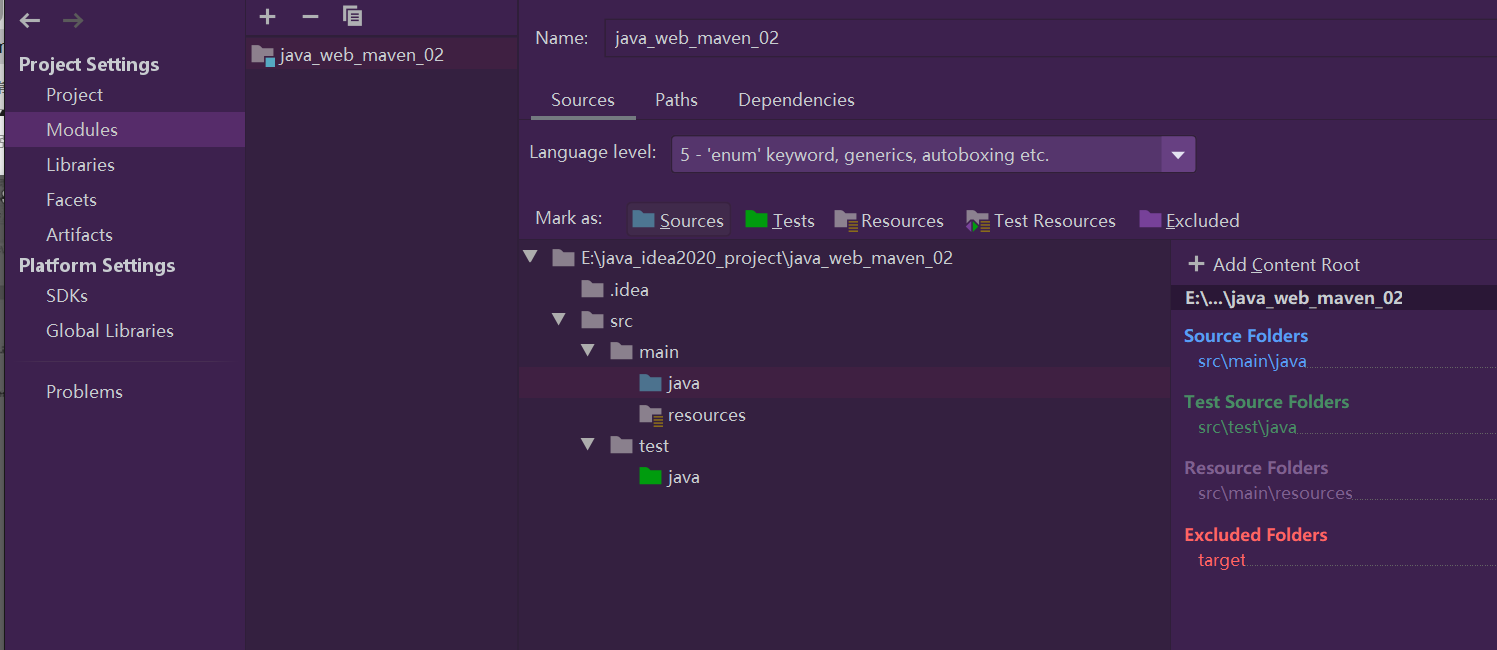 Project Settings
Project
Modules
Libraries
Facets
Artifacts
Platform Settings
SDKs
Global Libraries
Problems
java_web_maven_02
Name: java_web_maven_02
Sources Paths Dependencies
Language level: 5 - 'enum' keyword, generics, autoboxing etc.
Mark as: Sources Tests Resources Test Resources Excluded
E:\java_idea2020_project\java_web_maven_02
.idea
src
main
java
resources
test
java
Add Content Root
E:\...\java_web_maven_02
Source Folders
src\main\java
Test Source Folders
src\test\java
Resource Folders
src\main\resources
Excluded Folders
target